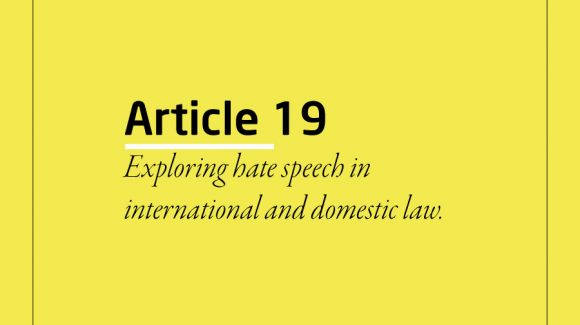 Article 19
Exploring hate speech in
international and domestic law.